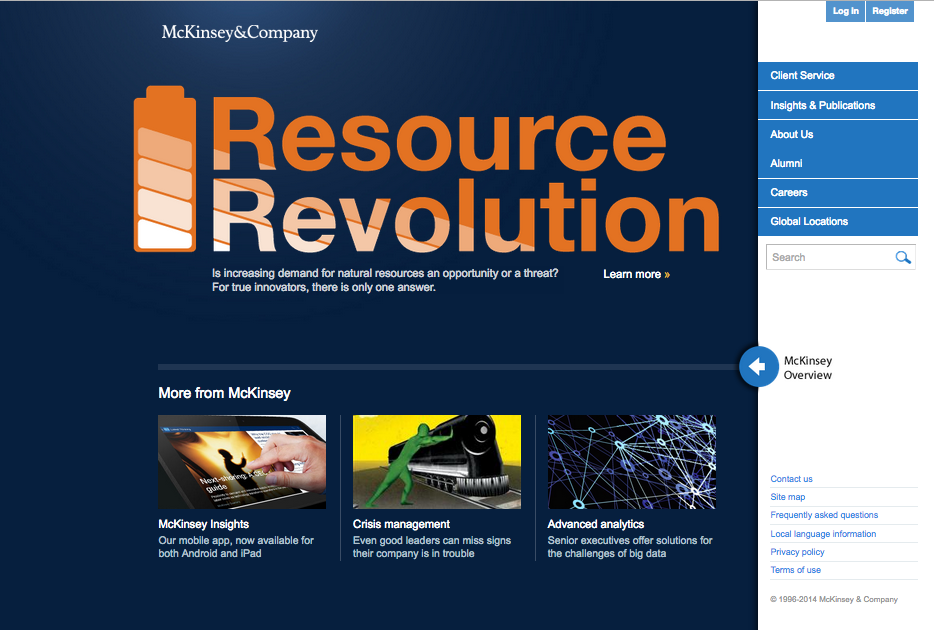 McKinsey&Company
Log In
Register
Resource
Revolution
Is increasing demand for natural resources an opportunity or a threat?
For true innovators, there is only one answer.
Learn more »
Client Service
Insights & Publications
About Us
Alumni
Careers
Global Locations
Search
McKinsey
Overview
More from McKinsey
McKinsey Insights
Our mobile app, now available for
both Android and iPad
Crisis management
Even good leaders can miss signs
their company is in trouble
Advanced analytics
Senior executives offer solutions for
the challenges of big data
Contact us
Site map
Frequently asked questions
Local language information
Privacy policy
Terms of use
© 1996-2014 McKinsey & Company